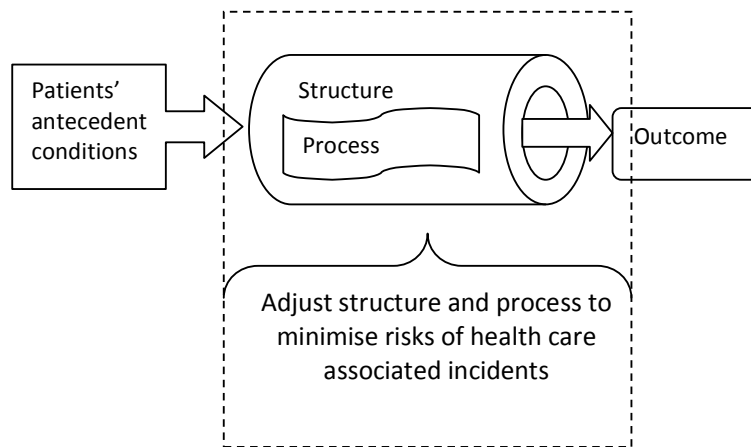 Patients’
antecedent
conditions
Structure
Process
Outcome
Adjust structure and process to
minimise risks of health care
associated incidents